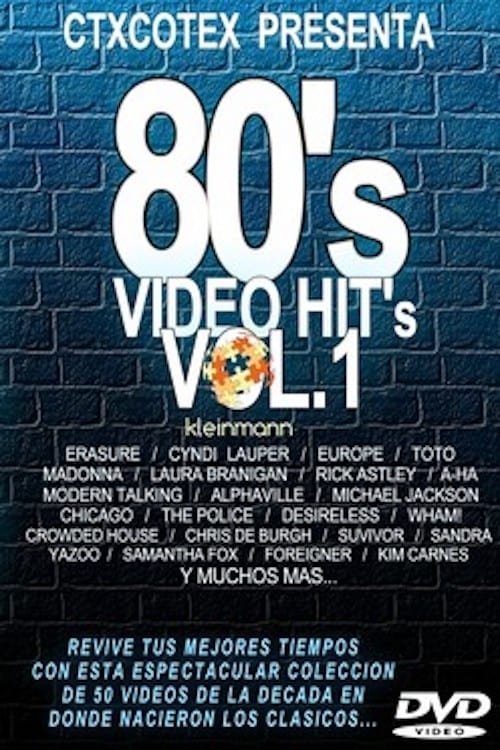 CTXCOTEX PRESENTA
80's
VIDEO HIT's
VOL.1
kleinmann
ERASURE / CYNDI LAUPER / EUROPE / TOTO
MADONNA / LAURA BRANIGAN / RICK ASTLEY / A-HA
MODERN TALKING / ALPHAVILLE / MICHAEL JACKSON
CHICAGO / THE POLICE / DESIRELESS / WHAM!
CROWDED HOUSE / CHRIS DE BURGH / SUVIVOR / SANDRA
YAZOO / SAMANTHA FOX / FOREIGNER / KIM CARNES
Y MUCHOS MAS...
REVIVE TUS MEJORES TIEMPOS
CON ESTA ESPECTACULAR COLECCION
DE 50 VIDEOS DE LA DECADA EN
DONDE NACIERON LOS CLASICOS...
DVD
VIDEO